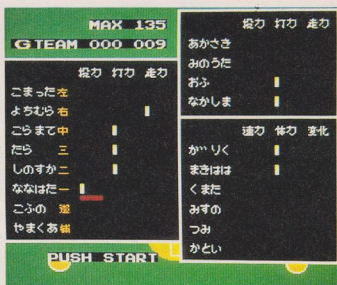 MAX 135
G TEAM 000 009
投力 打力 走力
こまった左
よちむら右
こらまて中
たら 三
しのすか二
ななはた一
こふの 遊
やまくあ捕
PUSH START
投力 打力 走力
あかさき
みのうた
おふ
なかしま
速力 体力 変化
か゛りく
まきはは
くまた
みすの
つみ
かとい